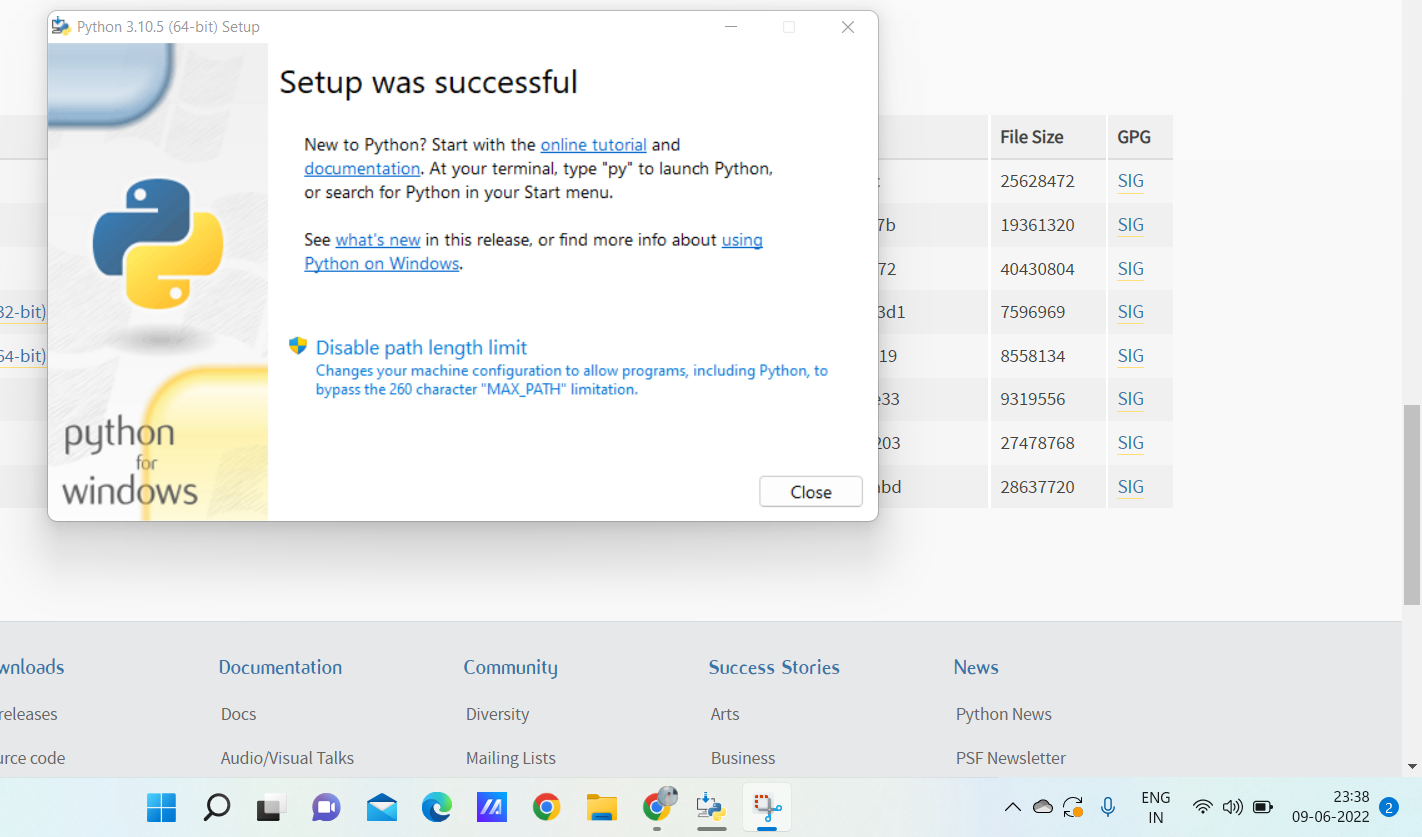 Python 3.10.5 (64-bit) Setup
Setup was successful
New to Python? Start with the online tutorial and
documentation. At your terminal, type "py" to launch Python,
or search for Python in your Start menu.
See what's new in this release, or find more info about using
Python on Windows.
Disable path length limit
Changes your machine configuration to allow programs, including Python, to
bypass the 260 character "MAX_PATH" limitation.
python
for
windows
Close
File Size GPG
25628472 SIG
7b 19361320 SIG
72 40430804 SIG
32-bit) 3d1 7596969 SIG
64-bit) 19 8558134 SIG
e33 9319556 SIG
203 27478768 SIG
bd 28637720 SIG
wnloads Documentation Community Success Stories News
releases Docs Diversity Arts Python News
urce code Audio/Visual Talks Mailing Lists Business PSF Newsletter
ENG 23:38
IN 09-06-2022 2